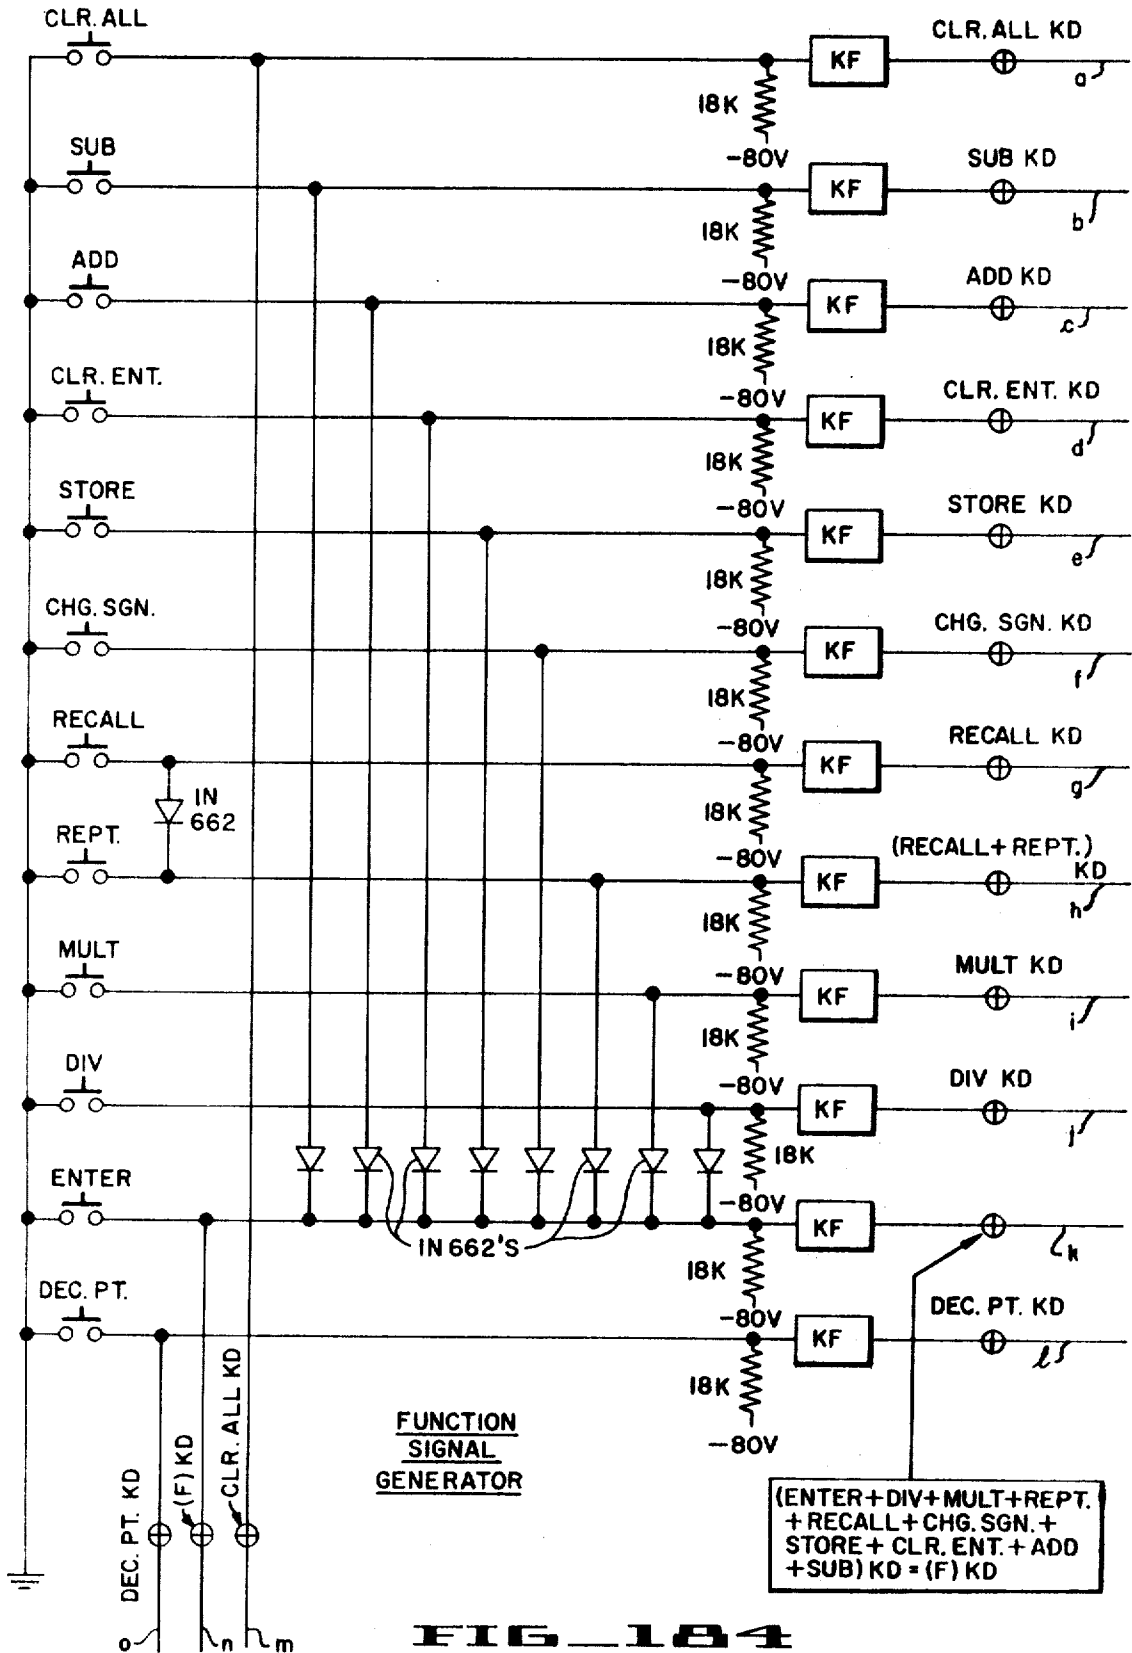 CLR. ALL
CLR. ALL KD
KF
a
18K
-80V
SUB
SUB KD
KF
b
18K
-80V
ADD
ADD KD
KF
c
18K
-80V
CLR. ENT.
CLR. ENT. KD
KF
d
18K
-80V
STORE
STORE KD
KF
e
18K
-80V
CHG. SGN.
CHG. SGN. KD
KF
f
18K
-80V
RECALL
RECALL KD
KF
g
IN
662
18K
-80V
REPT.
(RECALL+REPT.)
KD
KF
h
18K
-80V
MULT
MULT KD
KF
i
18K
-80V
DIV
DIV KD
KF
j
18K
-80V
ENTER
KF
k
IN 662'S
18K
-80V
DEC. PT.
DEC. PT. KD
KF
l
18K
-80V
DEC. PT. KD
(F) KD
CLR. ALL KD
FUNCTION
SIGNAL
GENERATOR
(ENTER+DIV+MULT+REPT.
+RECALL+CHG. SGN.+
STORE+CLR. ENT.+ADD
+SUB) KD = (F) KD
o
n
m
FIG_184